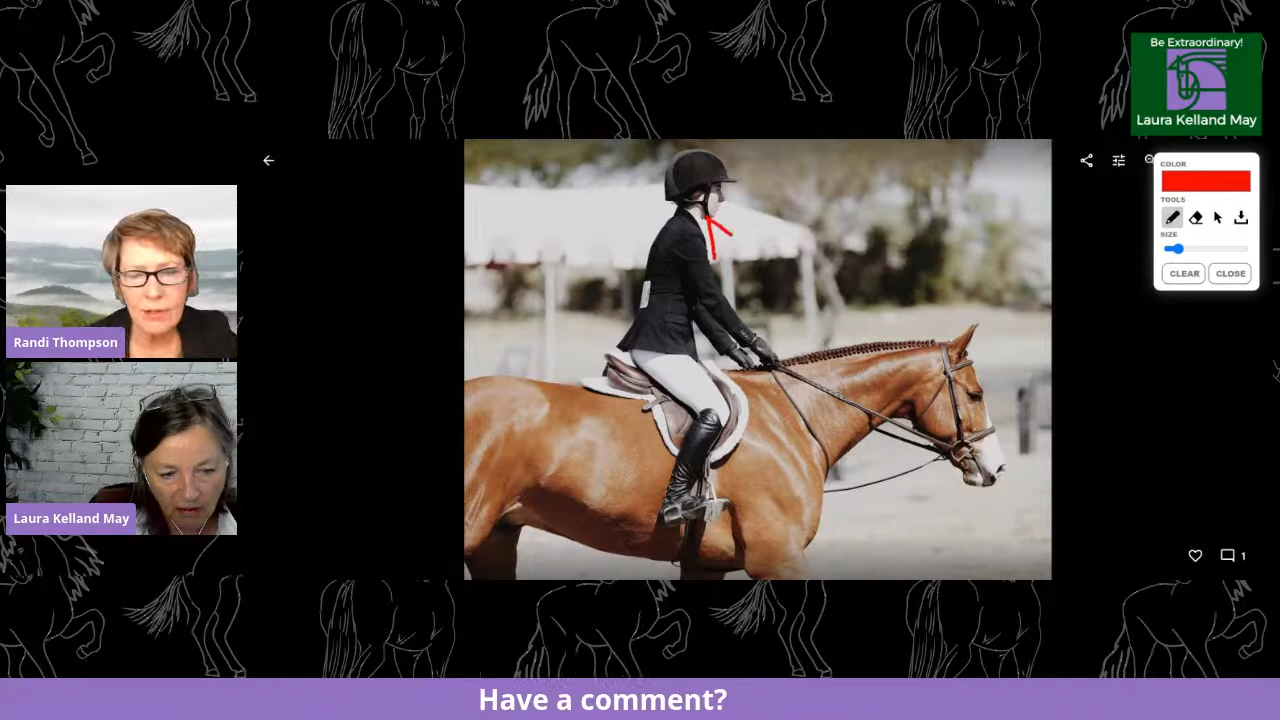 Be Extraordinary!
Laura Kelland May
COLOR
TOOLS
SIZE
CLEAR
CLOSE
Randi Thompson
Laura Kelland May
1
Have a comment?